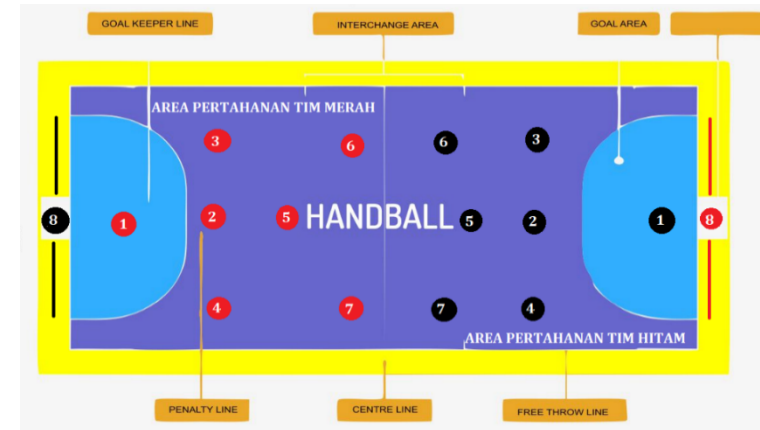 GOAL KEEPER LINE
INTERCHANGE AREA
GOAL AREA
AREA PERTAHANAN TIM MERAH
3
6
6
3
8
1
2
5
HANDBALL
5
2
1
8
4
7
7
4
AREA PERTAHANAN TIM HITAM
PENALTY LINE
CENTRE LINE
FREE THROW LINE